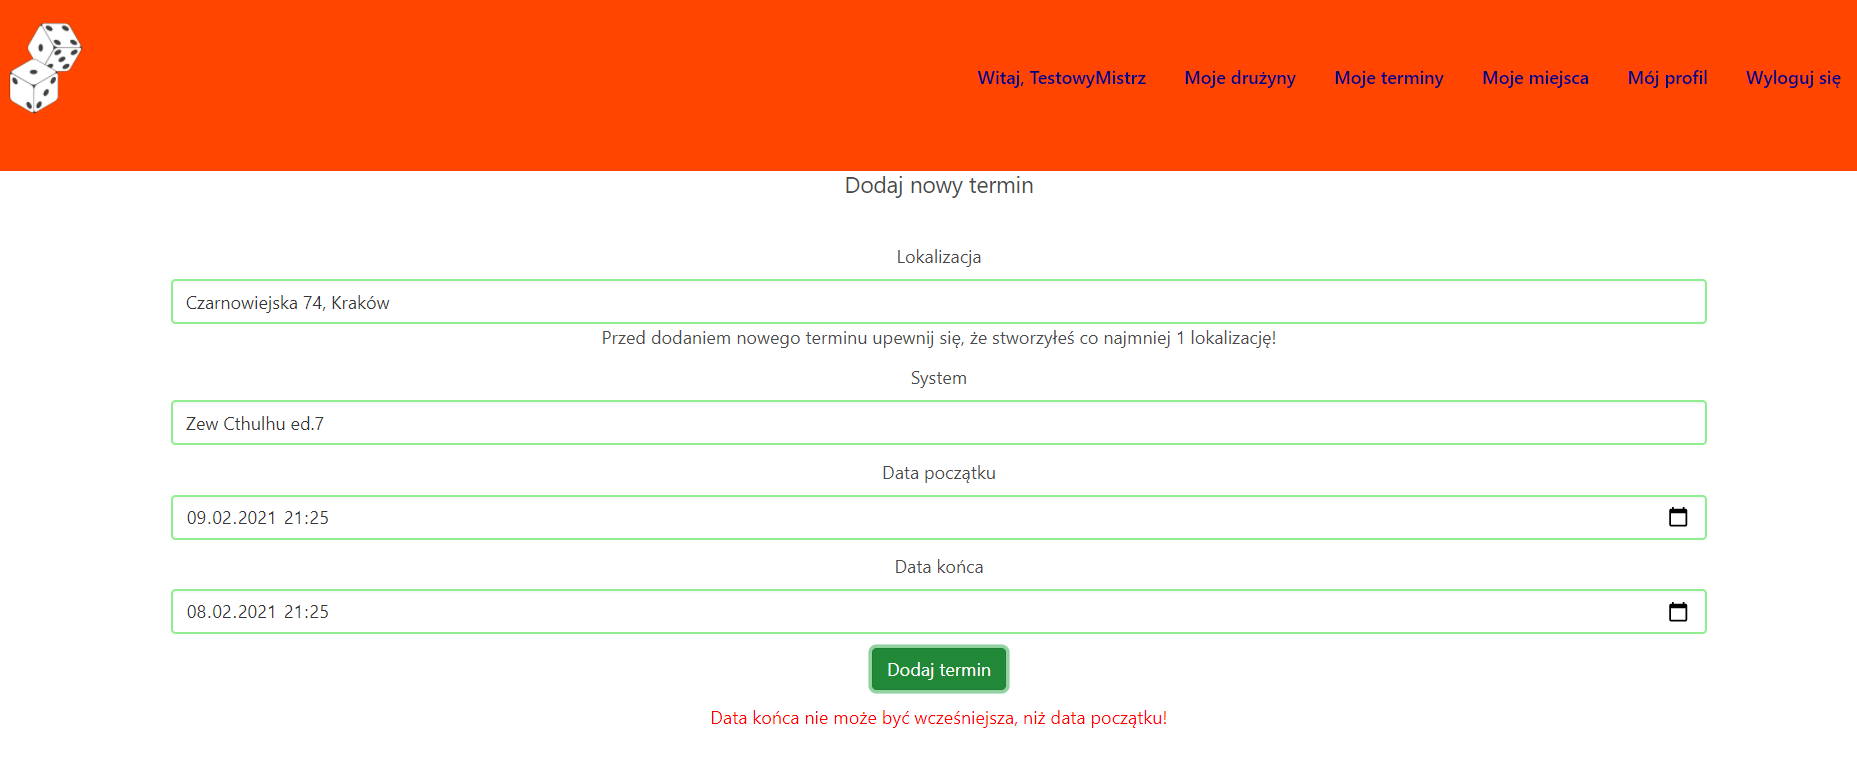 Witaj, TestowyMistrz Moje drużyny Moje terminy Moje miejsca Mój profil Wyloguj się
Dodaj nowy termin
Lokalizacja
Czarnowiejska 74, Kraków
Przed dodaniem nowego terminu upewnij się, że stworzyłeś co najmniej 1 lokalizację!
System
Zew Cthulhu ed.7
Data początku
09.02.2021 21:25
Data końca
08.02.2021 21:25
Dodaj termin
Data końca nie może być wcześniejsza, niż data początku!